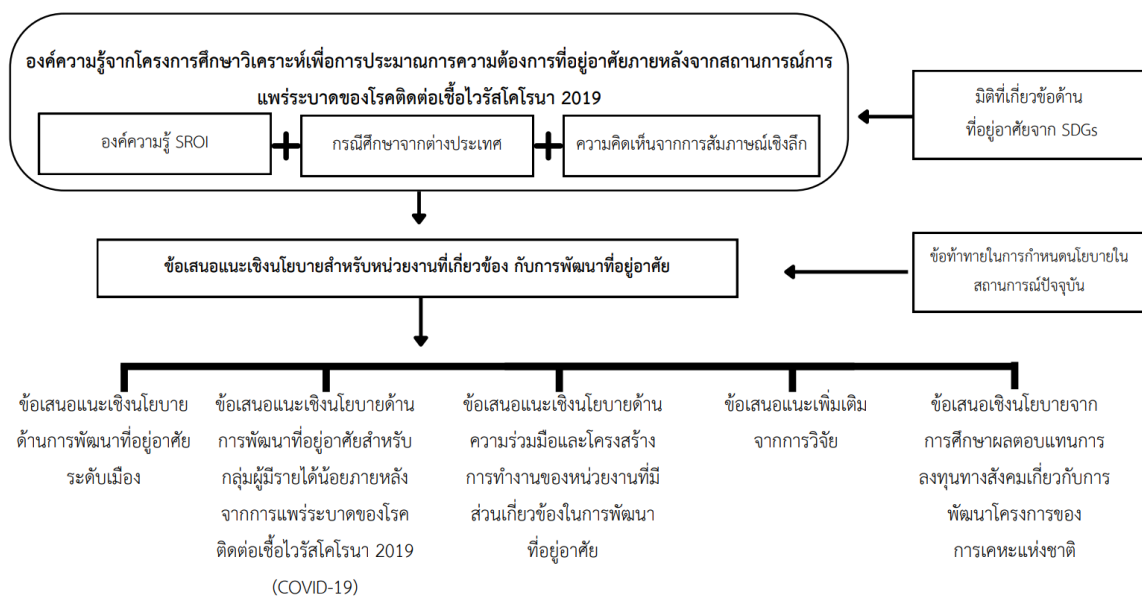 องค์ความรู้จากโครงการศึกษาวิเคราะห์เพื่อการประมาณการความต้องการที่อยู่อาศัยภายหลังจากสถานการณ์การ
แพร่ระบาดของโรคติดต่อเชื้อไวรัสโคโรนา 2019
องค์ความรู้ SROI
กรณีศึกษาจากต่างประเทศ
ความคิดเห็นจากการสัมภาษณ์เชิงลึก
มิติที่เกี่ยวข้อด้าน
ที่อยู่อาศัยจาก SDGs
ข้อเสนอแนะเชิงนโยบายสำหรับหน่วยงานที่เกี่ยวข้อง กับการพัฒนาที่อยู่อาศัย
ข้อท้าทายในการกำหนดนโยบายใน
สถานการณ์ปัจจุบัน
ข้อเสนอแนะเชิงนโยบาย
ด้านการพัฒนาที่อยู่อาศัย
ระดับเมือง
ข้อเสนอแนะเชิงนโยบายด้าน
การพัฒนาที่อยู่อาศัยสำหรับ
กลุ่มผู้มีรายได้น้อยภายหลัง
จากการแพร่ระบาดของโรค
ติดต่อเชื้อไวรัสโคโรนา 2019
(COVID-19)
ข้อเสนอแนะเชิงนโยบายด้าน
ความร่วมมือและโครงสร้าง
การทำงานของหน่วยงานที่มี
ส่วนเกี่ยวข้องในการพัฒนา
ที่อยู่อาศัย
ข้อเสนอแนะเพิ่มเติม
จากการวิจัย
ข้อเสนอเชิงนโยบายจาก
การศึกษาผลตอบแทนการ
ลงทุนทางสังคมเกี่ยวกับการ
พัฒนาโครงการของ
การเคหะแห่งชาติ